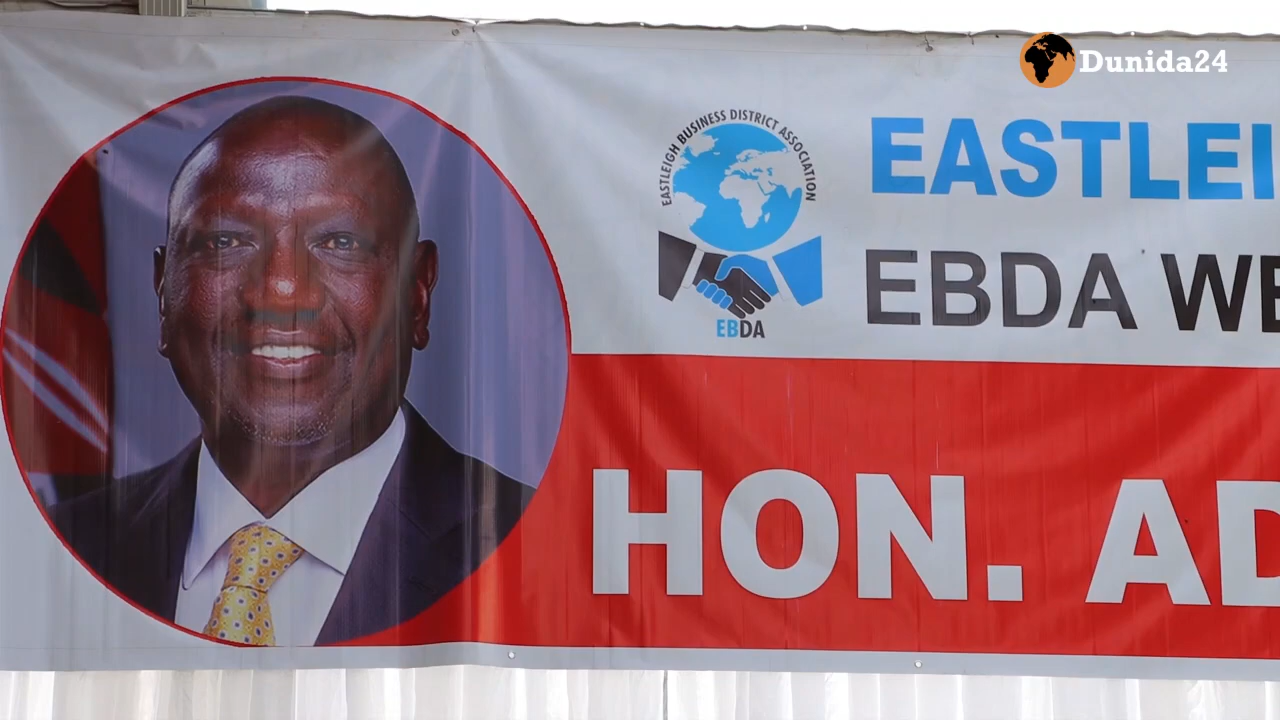 Dunida24
EASTLEIGH BUSINESS DISTRICT ASSOCIATION
EBDA
EASTLEI
EBDA WE
HON. AD